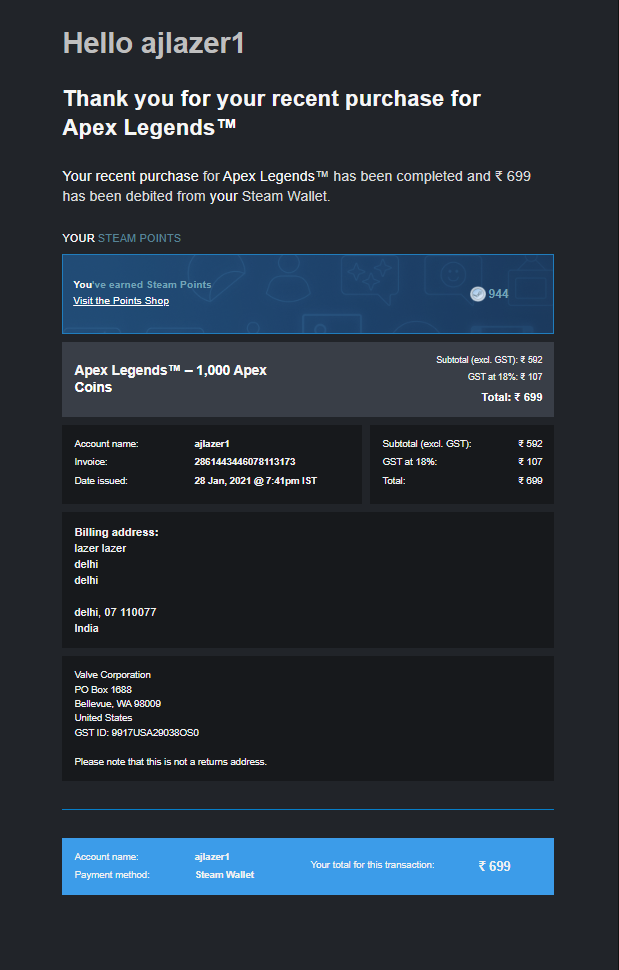 Hello ajlazer1
Thank you for your recent purchase for
Apex Legends™
Your recent purchase for Apex Legends™ has been completed and ₹ 699
has been debited from your Steam Wallet.
YOUR STEAM POINTS
You've earned Steam Points
Visit the Points Shop
944
Apex Legends™ – 1,000 Apex
Coins
Subtotal (excl. GST): ₹ 592
GST at 18%: ₹ 107
Total: ₹ 699
Account name: ajlazer1
Invoice: 2861443446078113173
Date issued: 28 Jan, 2021 @ 7:41pm IST
Subtotal (excl. GST): ₹ 592
GST at 18%: ₹ 107
Total: ₹ 699
Billing address:
lazer lazer
delhi
delhi
delhi, 07 110077
India
Valve Corporation
PO Box 1688
Bellevue, WA 98009
United States
GST ID: 9917USA29038OS0
Please note that this is not a returns address.
Account name: ajlazer1
Payment method: Steam Wallet
Your total for this transaction: ₹ 699